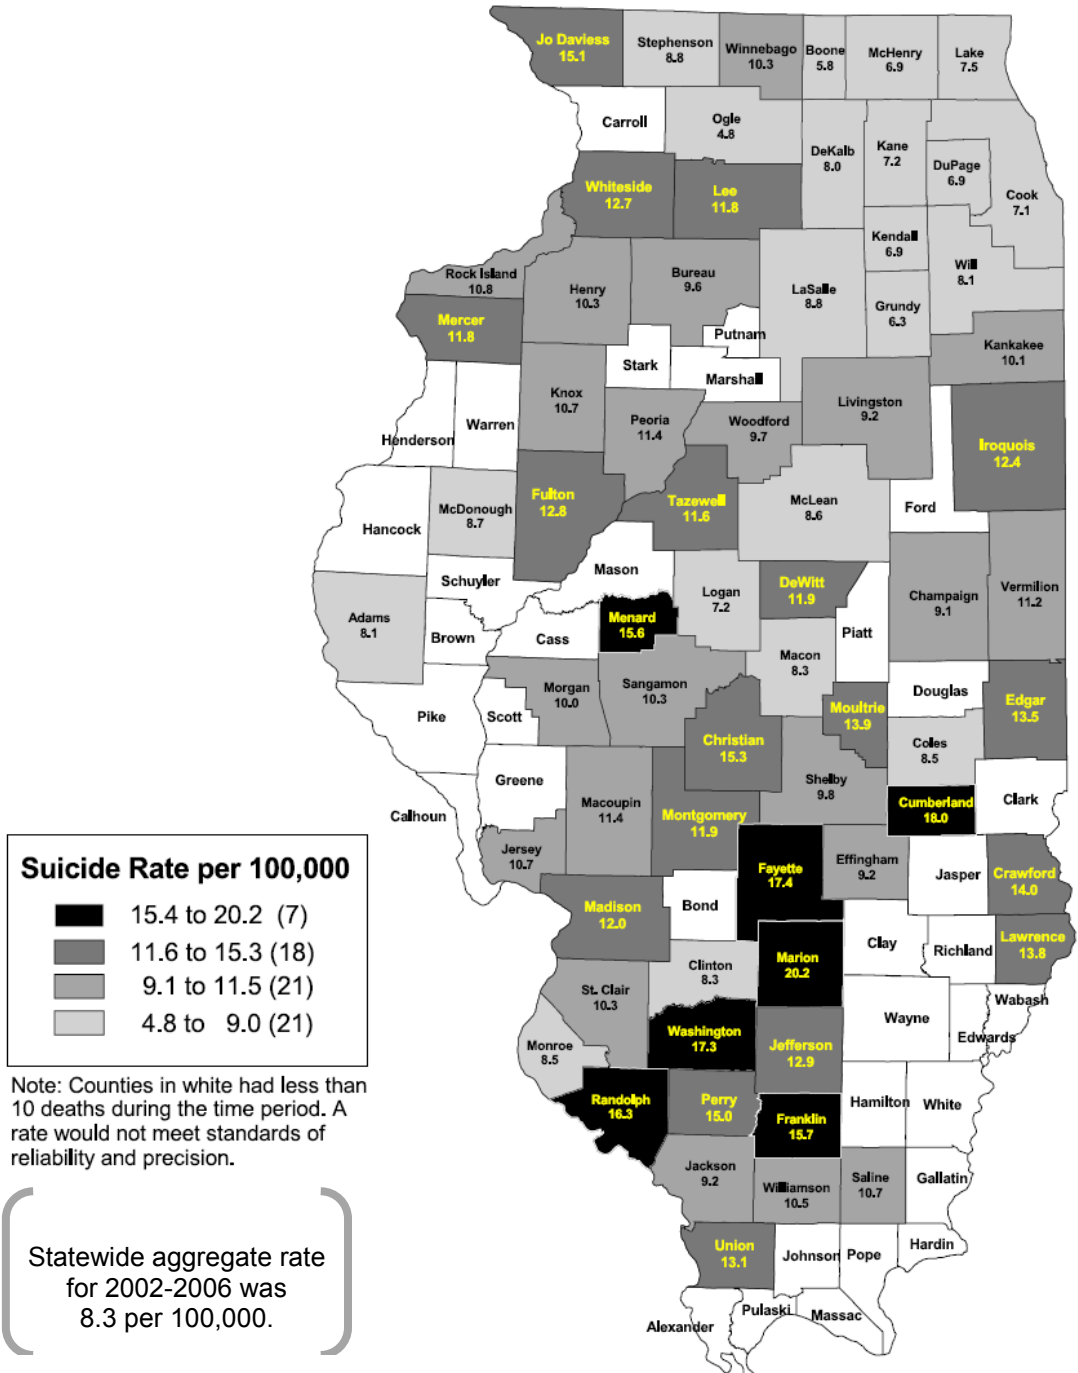 Jo Daviess
15.1
Stephenson
8.8
Winnebago
10.3
Boone
5.8
McHenry
6.9
Lake
7.5
Carroll
Ogle
4.8
DeKalb
8.0
Kane
7.2
DuPage
6.9
Cook
7.1
Whiteside
12.7
Lee
11.8
Kendall
6.9
Will
8.1
Rock Island
10.8
Henry
10.3
Bureau
9.6
LaSalle
8.8
Grundy
6.3
Mercer
11.8
Putnam
Kankakee
10.1
Stark
Marshall
Knox
10.7
Livingston
9.2
Warren
Henderson
Peoria
11.4
Woodford
9.7
Iroquois
12.4
Fulton
12.8
Tazewell
11.6
McLean
8.6
Ford
McDonough
8.7
Hancock
Mason
Schuyler
Logan
7.2
DeWitt
11.9
Champaign
9.1
Vermilion
11.2
Adams
8.1
Brown
Cass
Menard
15.6
Piatt
Macon
8.3
Morgan
10.0
Sangamon
10.3
Douglas
Edgar
13.5
Pike
Scott
Moultrie
13.9
Christian
15.3
Coles
8.5
Greene
Shelby
9.8
Cumberland
18.0
Clark
Calhoun
Macoupin
11.4
Montgomery
11.9
Jersey
10.7
Fayette
17.4
Effingham
9.2
Jasper
Crawford
14.0
Madison
12.0
Bond
Clay
Richland
Lawrence
13.8
Clinton
8.3
Marion
20.2
St. Clair
10.3
Wabash
Wayne
Edwards
Monroe
8.5
Washington
17.3
Jefferson
12.9
Randolph
16.3
Perry
15.0
Franklin
15.7
Hamilton
White
Jackson
9.2
Williamson
10.5
Saline
10.7
Gallatin
Union
13.1
Johnson
Pope
Hardin
Alexander
Pulaski
Massac
Suicide Rate per 100,000
15.4 to 20.2 (7)
11.6 to 15.3 (18)
9.1 to 11.5 (21)
4.8 to 9.0 (21)
Note: Counties in white had less than
10 deaths during the time period. A
rate would not meet standards of
reliability and precision.
Statewide aggregate rate
for 2002-2006 was
8.3 per 100,000.